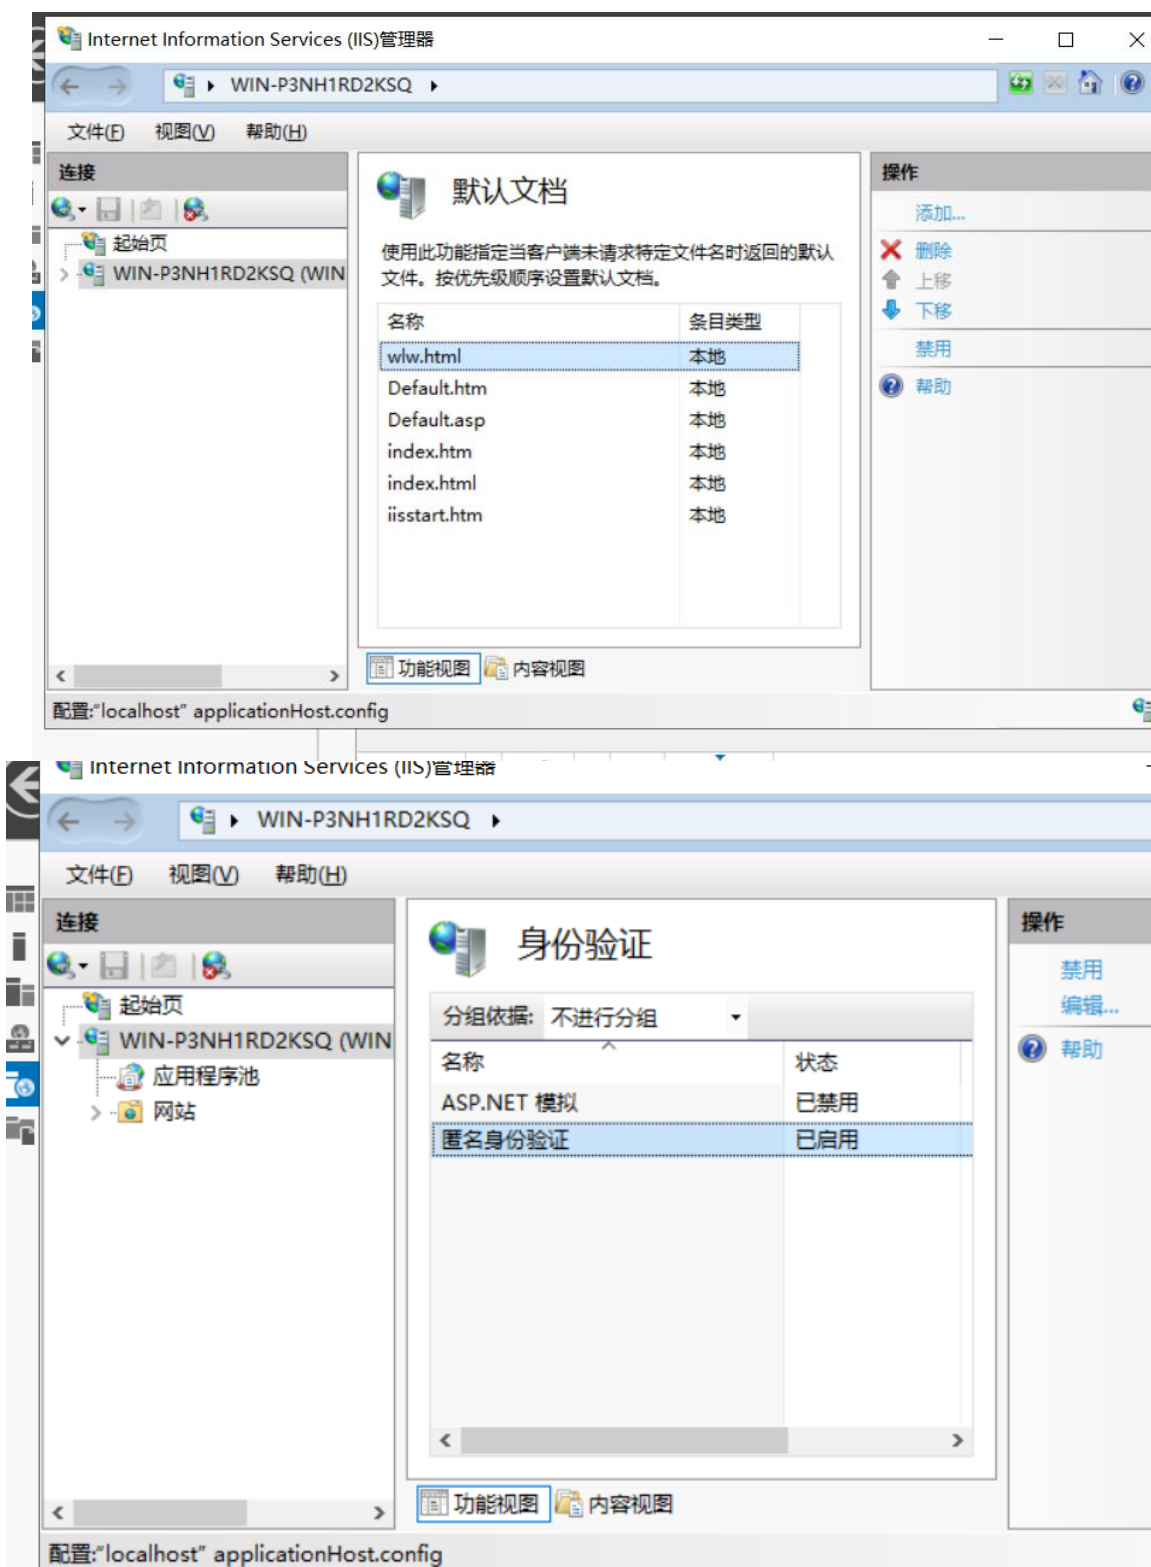 Internet Information Services (IIS)管理器
WIN-P3NH1RD2KSQ
文件(F) 视图(V) 帮助(H)
连接
起始页
WIN-P3NH1RD2KSQ (WIN
默认文档
使用此功能指定当客户端未请求特定文件名时返回的默认
文件。按优先级顺序设置默认文档。
名称 条目类型
wlw.html 本地
Default.htm 本地
Default.asp 本地
index.htm 本地
index.html 本地
iisstart.htm 本地
功能视图 内容视图
操作
添加...
删除
上移
下移
禁用
帮助
配置:"localhost" applicationHost.config
Internet Information Services (IIS)管理器
WIN-P3NH1RD2KSQ
文件(F) 视图(V) 帮助(H)
连接
起始页
WIN-P3NH1RD2KSQ (WIN
应用程序池
网站
身份验证
分组依据: 不进行分组
名称 状态
ASP.NET 模拟 已禁用
匿名身份验证 已启用
功能视图 内容视图
操作
禁用
编辑...
帮助
配置:"localhost" applicationHost.config